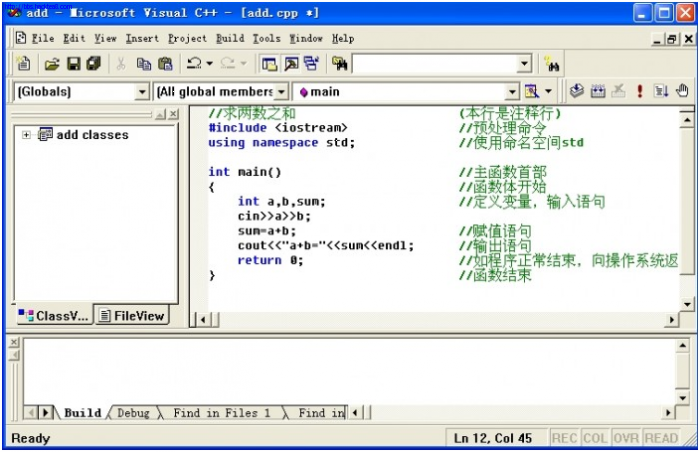 add - Microsoft Visual C++ - [add.cpp *]
File Edit View Insert Project Build Tools Window Help
(Globals) (All global members main
add classes
//求两数之和 (本行是注释行)
#include <iostream> //预处理命令
using namespace std; //使用命名空间std
int main() //主函数首部
{ //函数体开始
int a,b,sum; //定义变量，输入语句
cin>>a>>b;
sum=a+b; //赋值语句
cout<<"a+b="<<sum<<endl; //输出语句
return 0; //如程序正常结束，向操作系统返
} //函数结束
ClassV... FileView
Build Debug Find in Files 1 Find in
Ready Ln 12, Col 45 REC COL OVR READ